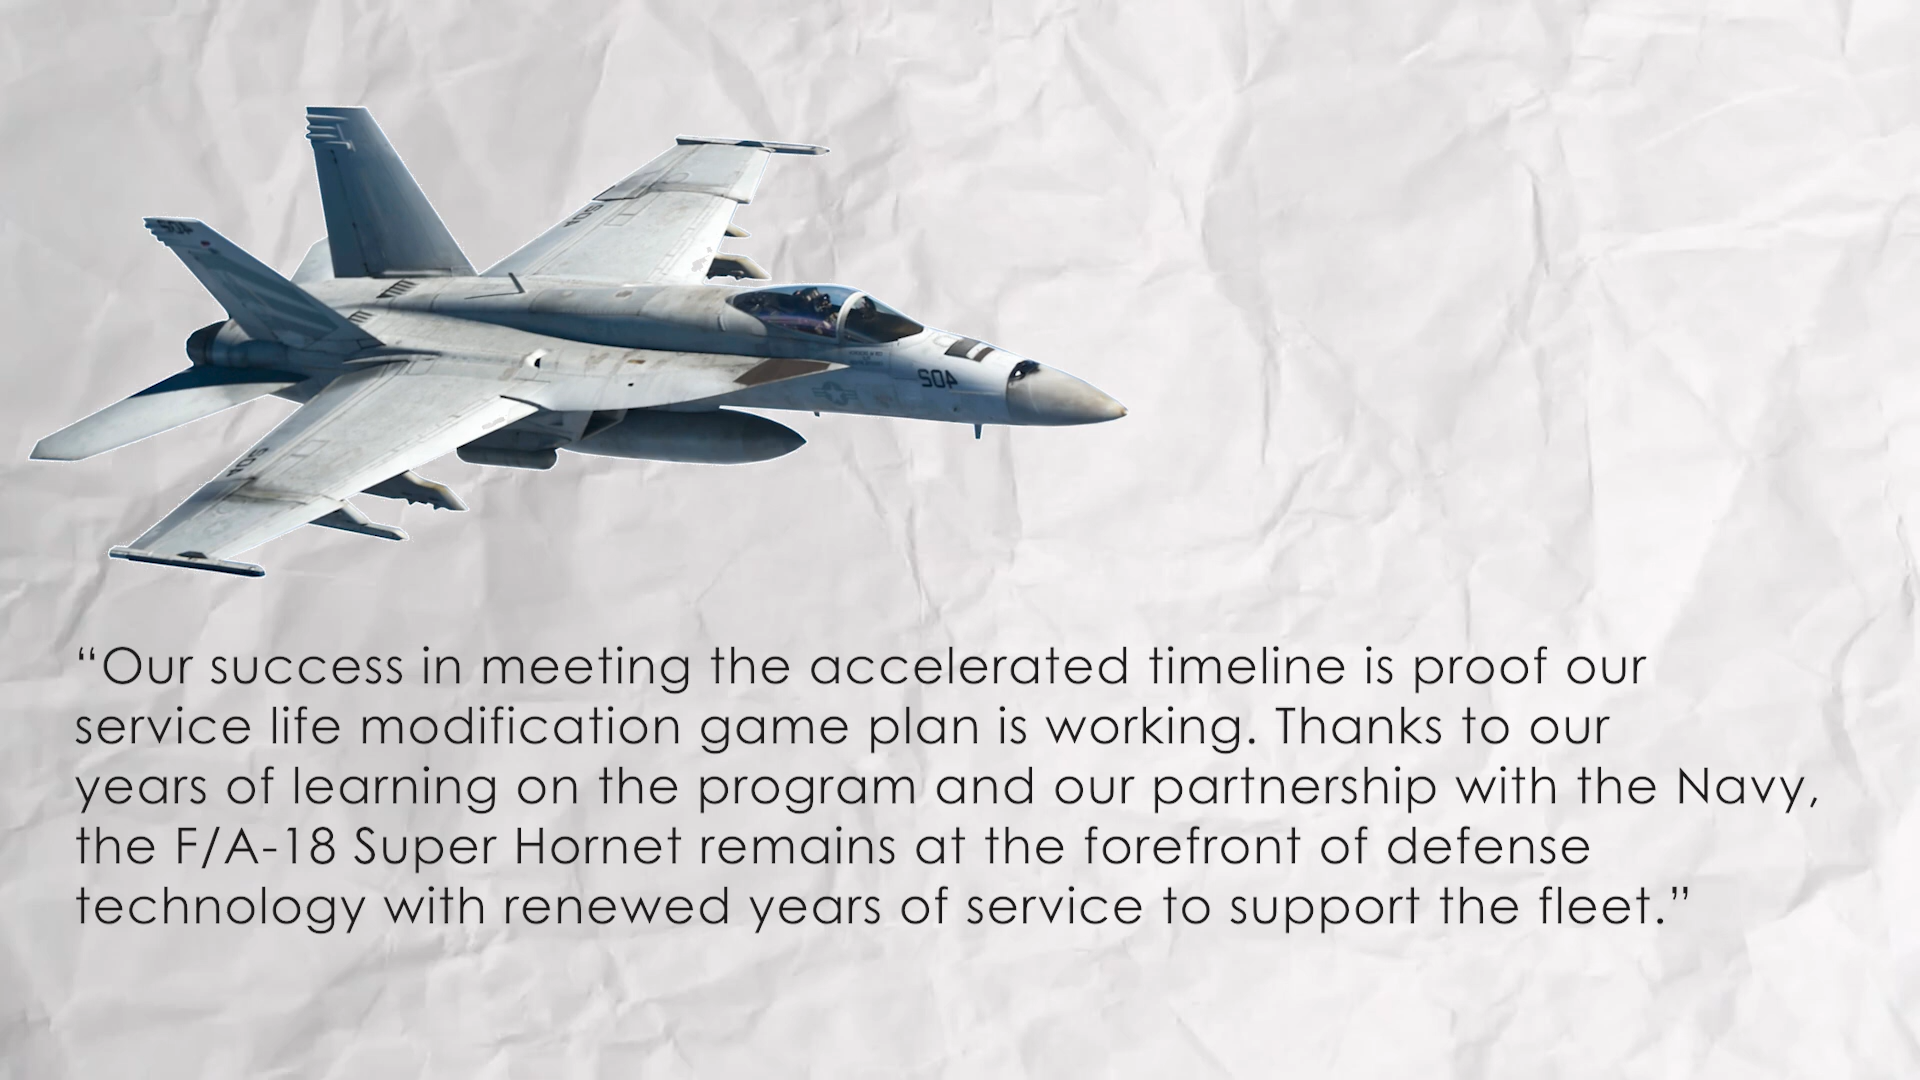 “Our success in meeting the accelerated timeline is proof our
service life modification game plan is working. Thanks to our
years of learning on the program and our partnership with the Navy,
the F/A-18 Super Hornet remains at the forefront of defense
technology with renewed years of service to support the fleet.”